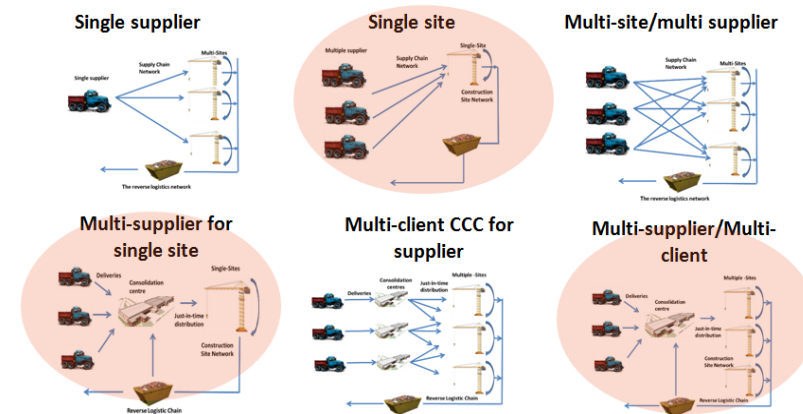 Single supplier
Multi-Sites
Supply Chain
Network
Single supplier
The reverse logistics network
Single site
Multiple supplier
Single-Site
Supply Chain
Network
Construction
Site Network
Multi-site/multi supplier
Supply Chain
Network
Multi-Sites
The reverse logistics network
Multi-supplier for
single site
Single-Sites
Deliveries
Consolidation
centre
Just-in-time
distribution
Construction
Site Network
Reverse Logistic Chain
Multi-client CCC for
supplier
Consolidation
centres
Just-in-time
distribution
Multiple -Sites
Deliveries
Reverse Logistic Chain
Multi-supplier/Multi-
client
Multiple -Sites
Deliveries
Consolidation
centre
Just-in-time
distribution
Construction
Site Network
Reverse Logistic Chain